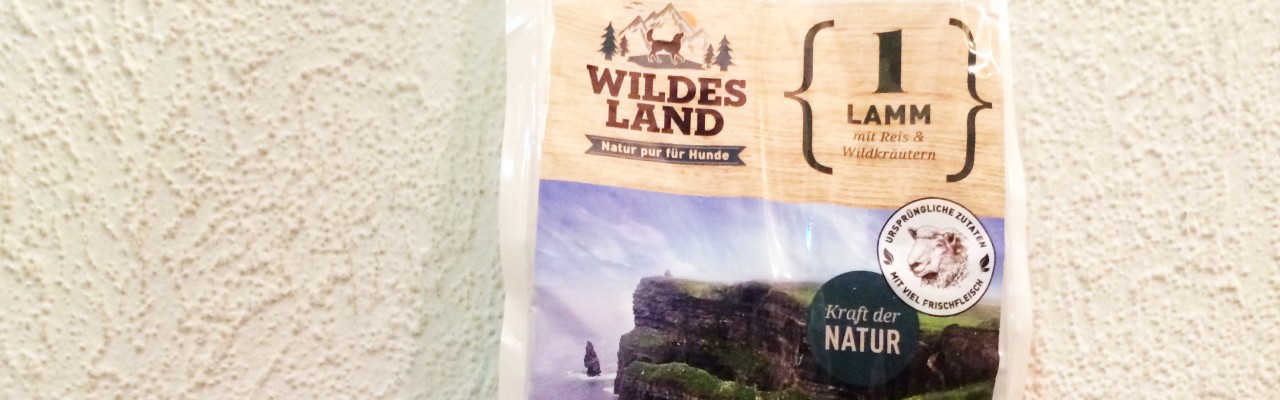 WILDES
LAND
Natur pur für Hunde
1
LAMM
mit Reis &
Wildkräutern
URSPRÜNGLICHE ZUTATEN
MIT VIEL FRISCHFLEISCH
Kraft der
NATUR